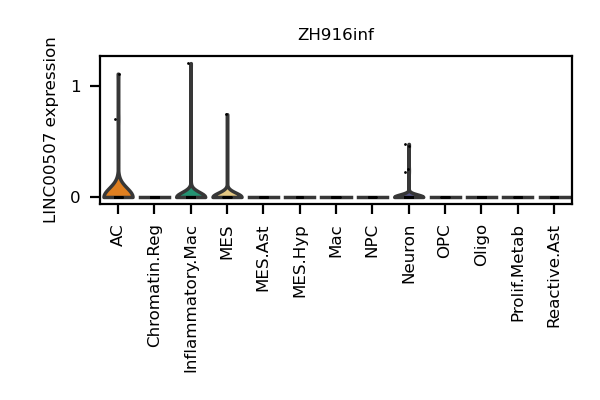 ZH916inf
LINC00507 expression
1
0
AC
Chromatin.Reg
Inflammatory.Mac
MES
MES.Ast
MES.Hyp
Mac
NPC
Neuron
OPC
Oligo
Prolif.Metab
Reactive.Ast